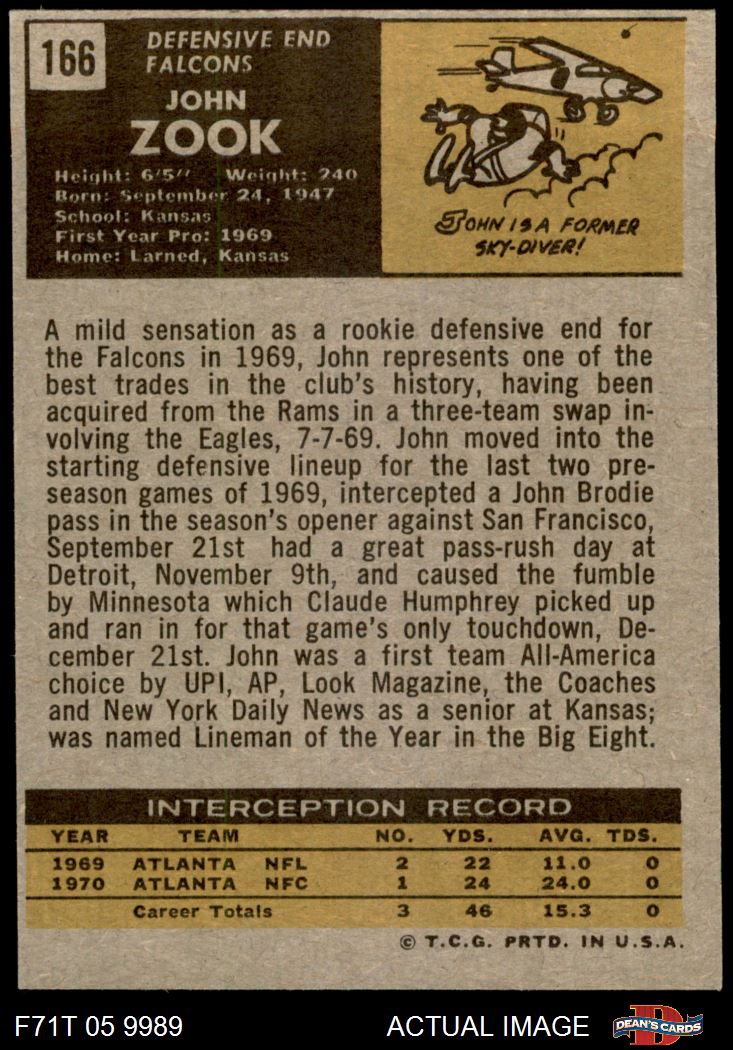 166
DEFENSIVE END
FALCONS
JOHN
ZOOK
Height: 6'5" Weight: 240
Born: September 24, 1947
School: Kansas
First Year Pro: 1969
Home: Larned, Kansas
JOHN IS A FORMER
SKY-DIVER!
A mild sensation as a rookie defensive end for
the Falcons in 1969, John represents one of the
best trades in the club's history, having been
acquired from the Rams in a three-team swap in-
volving the Eagles, 7-7-69. John moved into the
starting defensive lineup for the last two pre-
season games of 1969, intercepted a John Brodie
pass in the season's opener against San Francisco,
September 21st had a great pass-rush day at
Detroit, November 9th, and caused the fumble
by Minnesota which Claude Humphrey picked up
and ran in for that game's only touchdown, De-
cember 21st. John was a first team All-America
choice by UPI, AP, Look Magazine, the Coaches
and New York Daily News as a senior at Kansas;
was named Lineman of the Year in the Big Eight.
INTERCEPTION RECORD
YEAR TEAM NO. YDS. AVG. TDS.
1969 ATLANTA NFL 2 22 11.0 0
1970 ATLANTA NFC 1 24 24.0 0
Career Totals 3 46 15.3 0
© T.C.G. PRTD. IN U.S.A.
F71T 05 9989 ACTUAL IMAGE
D
DEAN'S CARDS